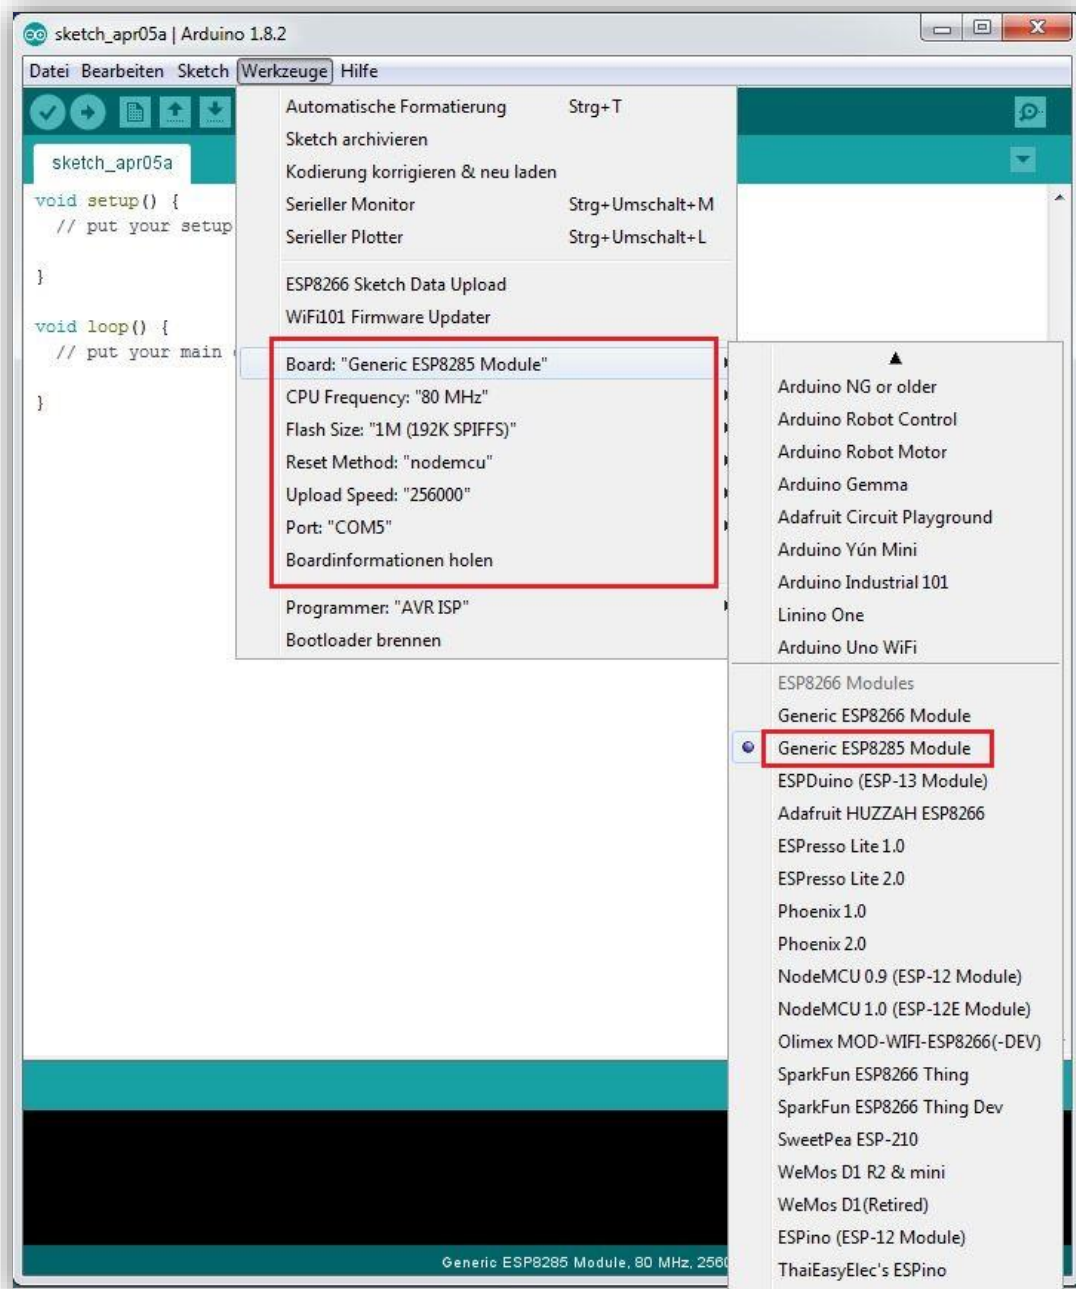 sketch_apr05a | Arduino 1.8.2
Datei Bearbeiten Sketch Werkzeuge Hilfe
sketch_apr05a
void setup() {
// put your setup
}
void loop() {
// put your main
}
Automatische Formatierung Strg+T
Sketch archivieren
Kodierung korrigieren & neu laden
Serieller Monitor Strg+Umschalt+M
Serieller Plotter Strg+Umschalt+L
ESP8266 Sketch Data Upload
WiFi101 Firmware Updater
Board: "Generic ESP8285 Module"
CPU Frequency: "80 MHz"
Flash Size: "1M (192K SPIFFS)"
Reset Method: "nodemcu"
Upload Speed: "256000"
Port: "COM5"
Boardinformationen holen
Programmer: "AVR ISP"
Bootloader brennen
Arduino NG or older
Arduino Robot Control
Arduino Robot Motor
Arduino Gemma
Adafruit Circuit Playground
Arduino Yún Mini
Arduino Industrial 101
Linino One
Arduino Uno WiFi
ESP8266 Modules
Generic ESP8266 Module
Generic ESP8285 Module
ESPDuino (ESP-13 Module)
Adafruit HUZZAH ESP8266
ESPresso Lite 1.0
ESPresso Lite 2.0
Phoenix 1.0
Phoenix 2.0
NodeMCU 0.9 (ESP-12 Module)
NodeMCU 1.0 (ESP-12E Module)
Olimex MOD-WIFI-ESP8266(-DEV)
SparkFun ESP8266 Thing
SparkFun ESP8266 Thing Dev
SweetPea ESP-210
WeMos D1 R2 & mini
WeMos D1(Retired)
ESPino (ESP-12 Module)
ThaiEasyElec's ESPino
Generic ESP8285 Module, 80 MHz, 2560